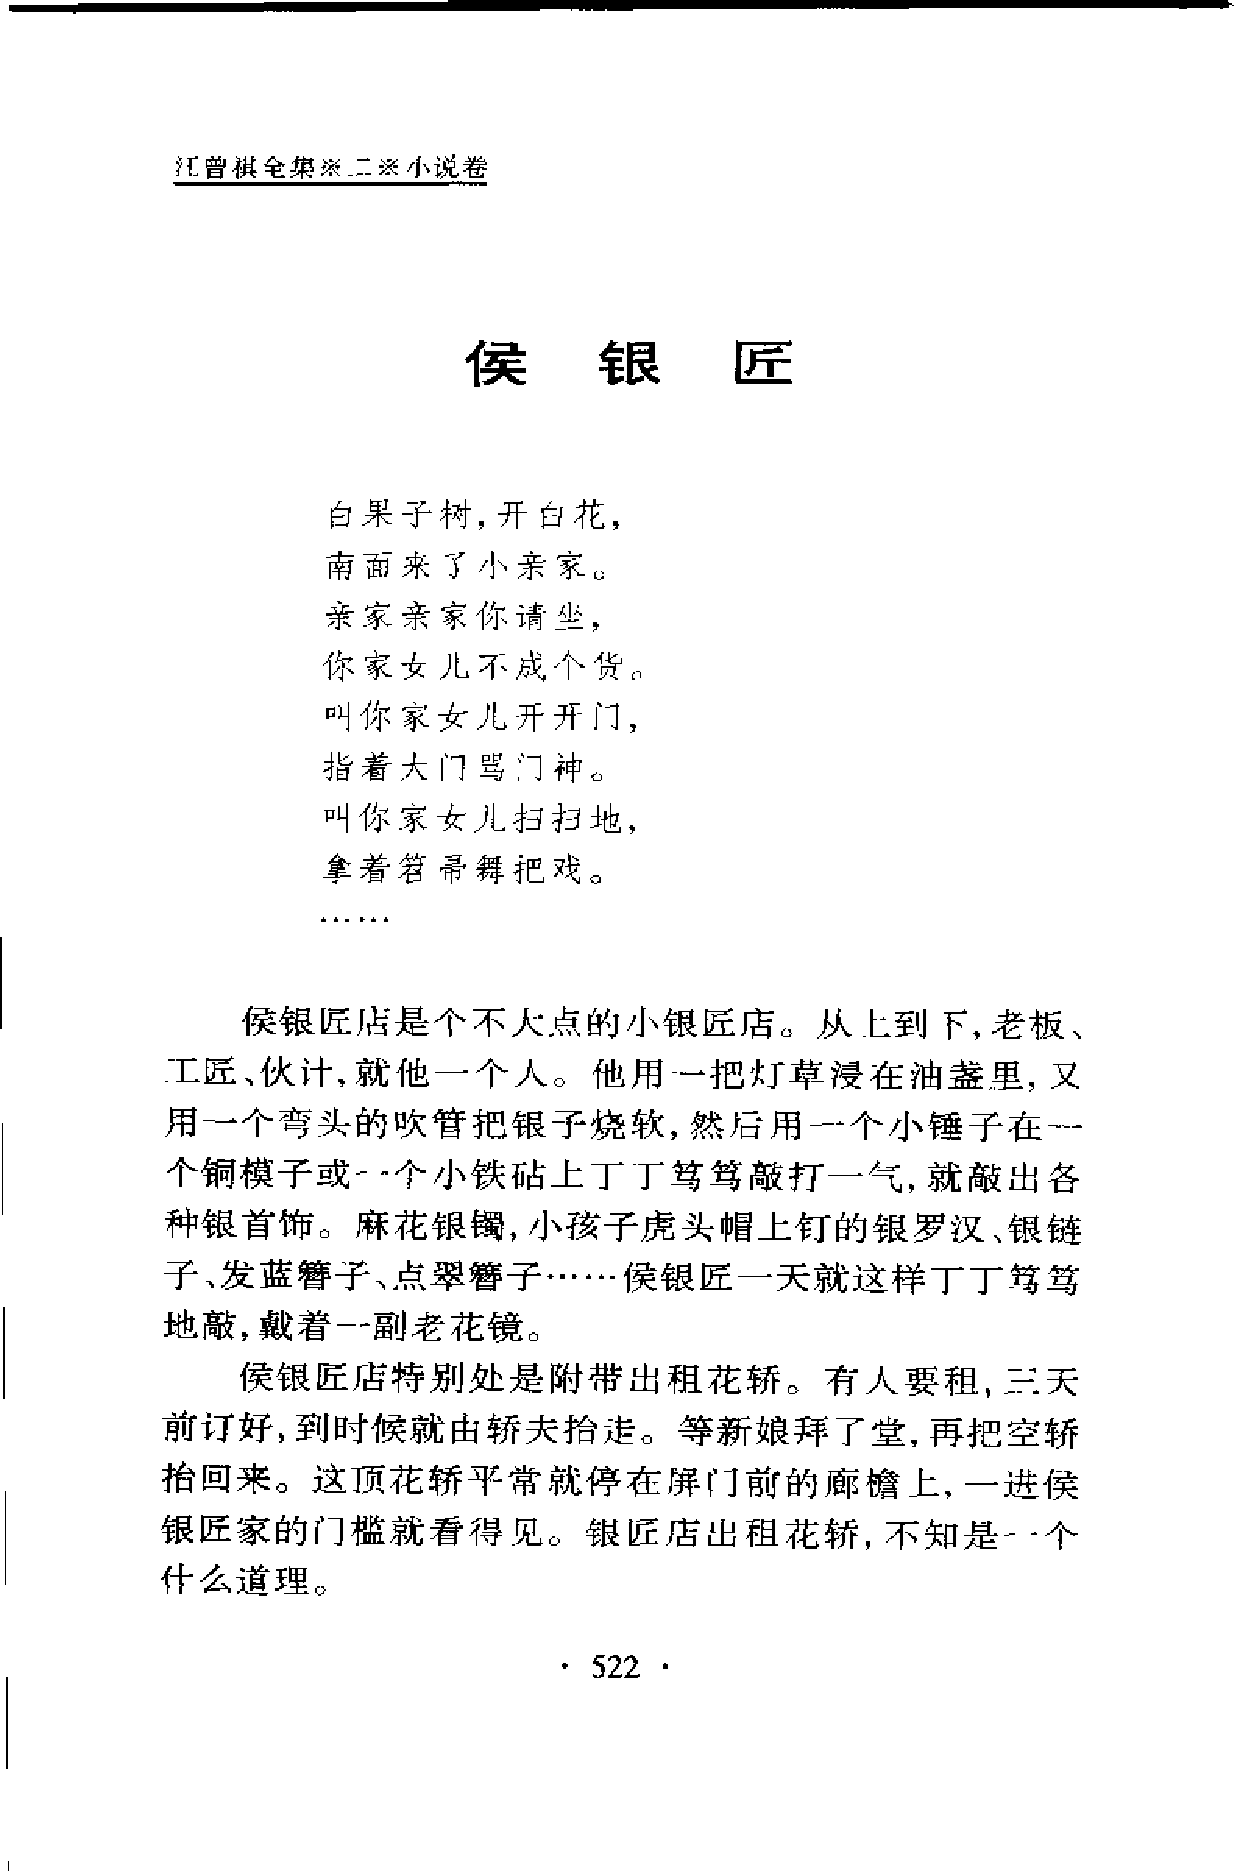 汪曾祺全集※二※小说卷
侯银匠
白果子树,开白花,
南面来了小亲家。
亲家亲家你请坐,
你家女儿不成个货。
叫你家女儿开开门,
指着大门骂门神。
叫你家女儿扫扫地,
拿着笤帚舞把戏。
……
侯银匠店是个不大点的小银匠店。从上到下,老板、
工匠、伙计,就他一个人。他用一把灯草浸在油盏里,又
用一个弯头的吹管把银子烧软,然后用一个小锤子在一
个铜模子或一个小铁砧上丁丁笃笃敲打一气,就敲出各
种银首饰。麻花银镯,小孩子虎头帽上钉的银罗汉、银链
子、发蓝簪子、点翠簪子……侯银匠一天就这样丁丁笃笃
地敲,戴着一副老花镜。
侯银匠店特别处是附带出租花轿。有人要租,三天
前订好,到时候就由轿夫抬走。等新娘拜了堂,再把空轿
抬回来。这顶花轿平常就停在屏门前的廊檐上,一进侯
银匠家的门槛就看得见。银匠店出租花轿,不知是一个
什么道理。
· 522 ·